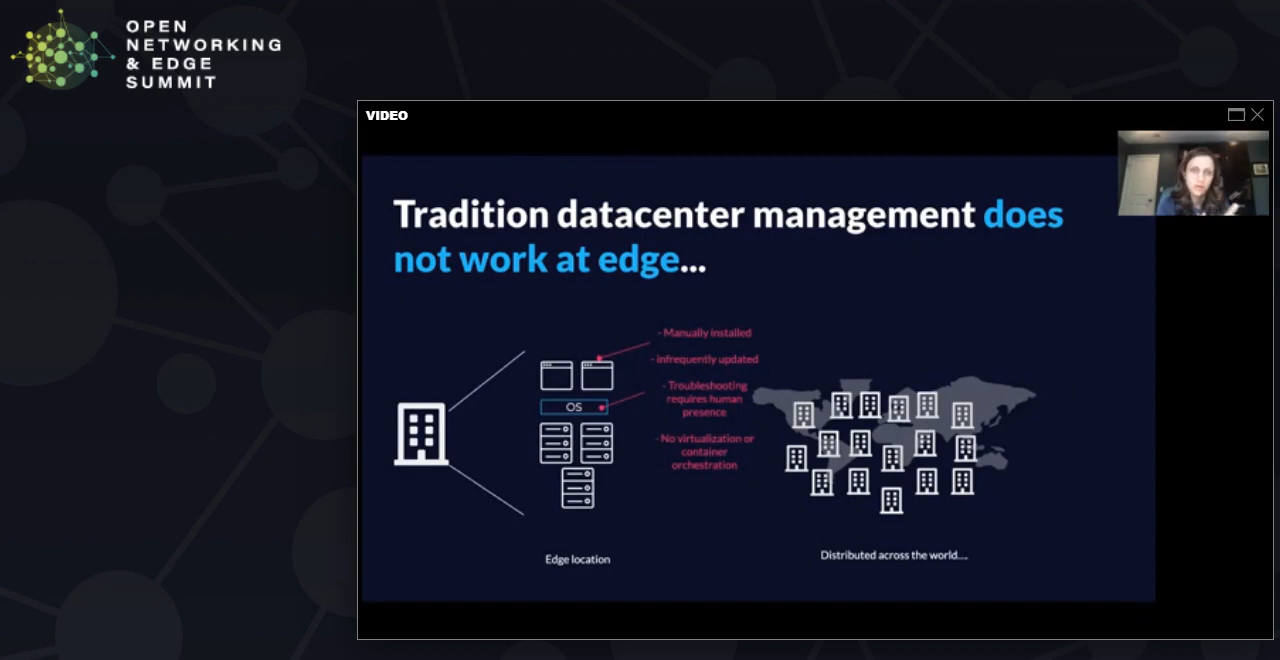 OPEN
NETWORKING
& EDGE
SUMMIT
VIDEO
Tradition datacenter management does
not work at edge...
- Manually installed
- infrequently updated
- Troubleshooting
requires human
presence
- No virtualization or
container
orchestration
OS
Edge location
Distributed across the world....